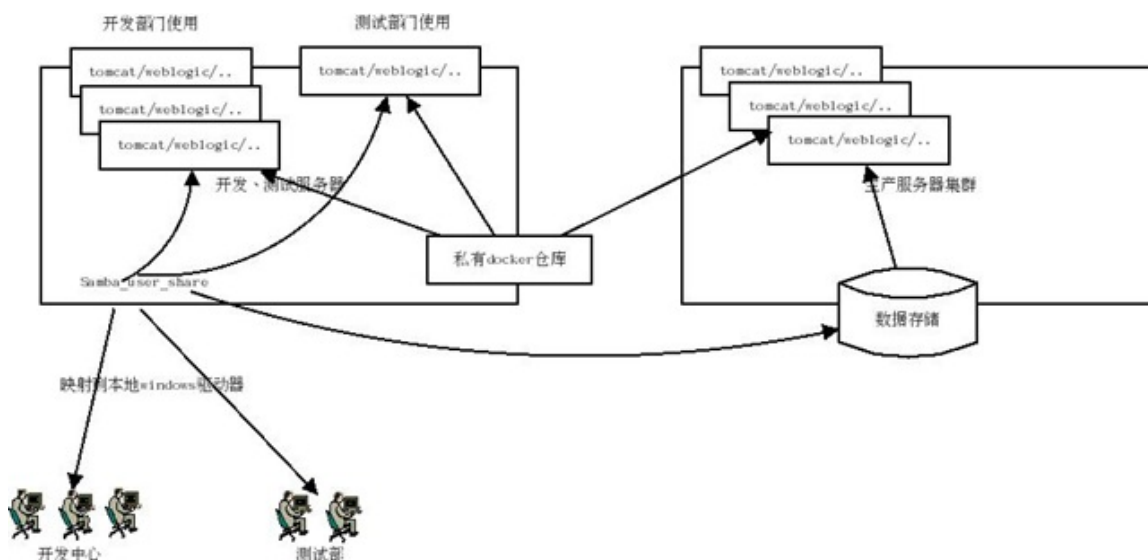 开发部门使用
测试部门使用
tomcat/weblogic/..
tomcat/weblogic/..
tomcat/weblogic/..
tomcat/weblogic/..
tomcat/weblogic/..
tomcat/weblogic/..
tomcat/weblogic/..
开发、测试服务器
生产服务器集群
私有docker仓库
Samba_user_share
数据存储
映射到本地windows驱动器
开发中心
测试部